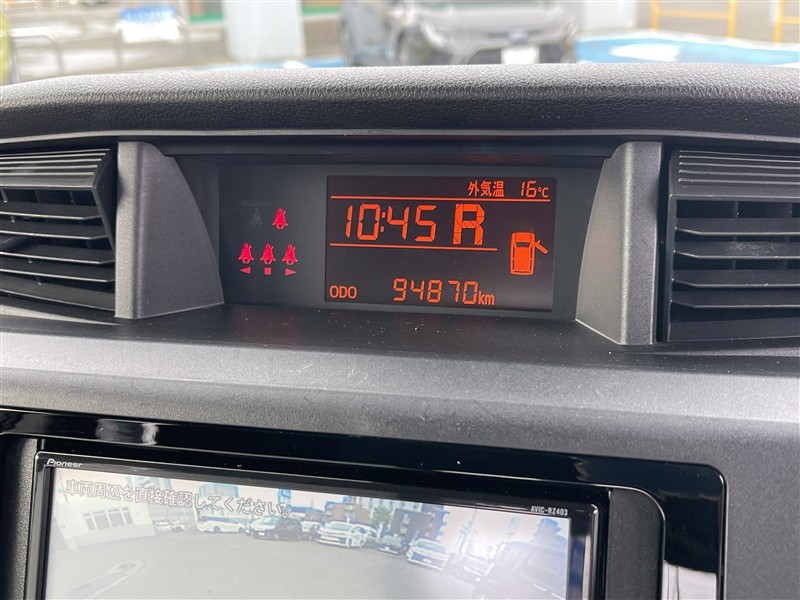 外気温 16℃
10:45 R
ODO 94870km
Pioneer
車両周辺を直接確認してください。
AVIC-RZ403